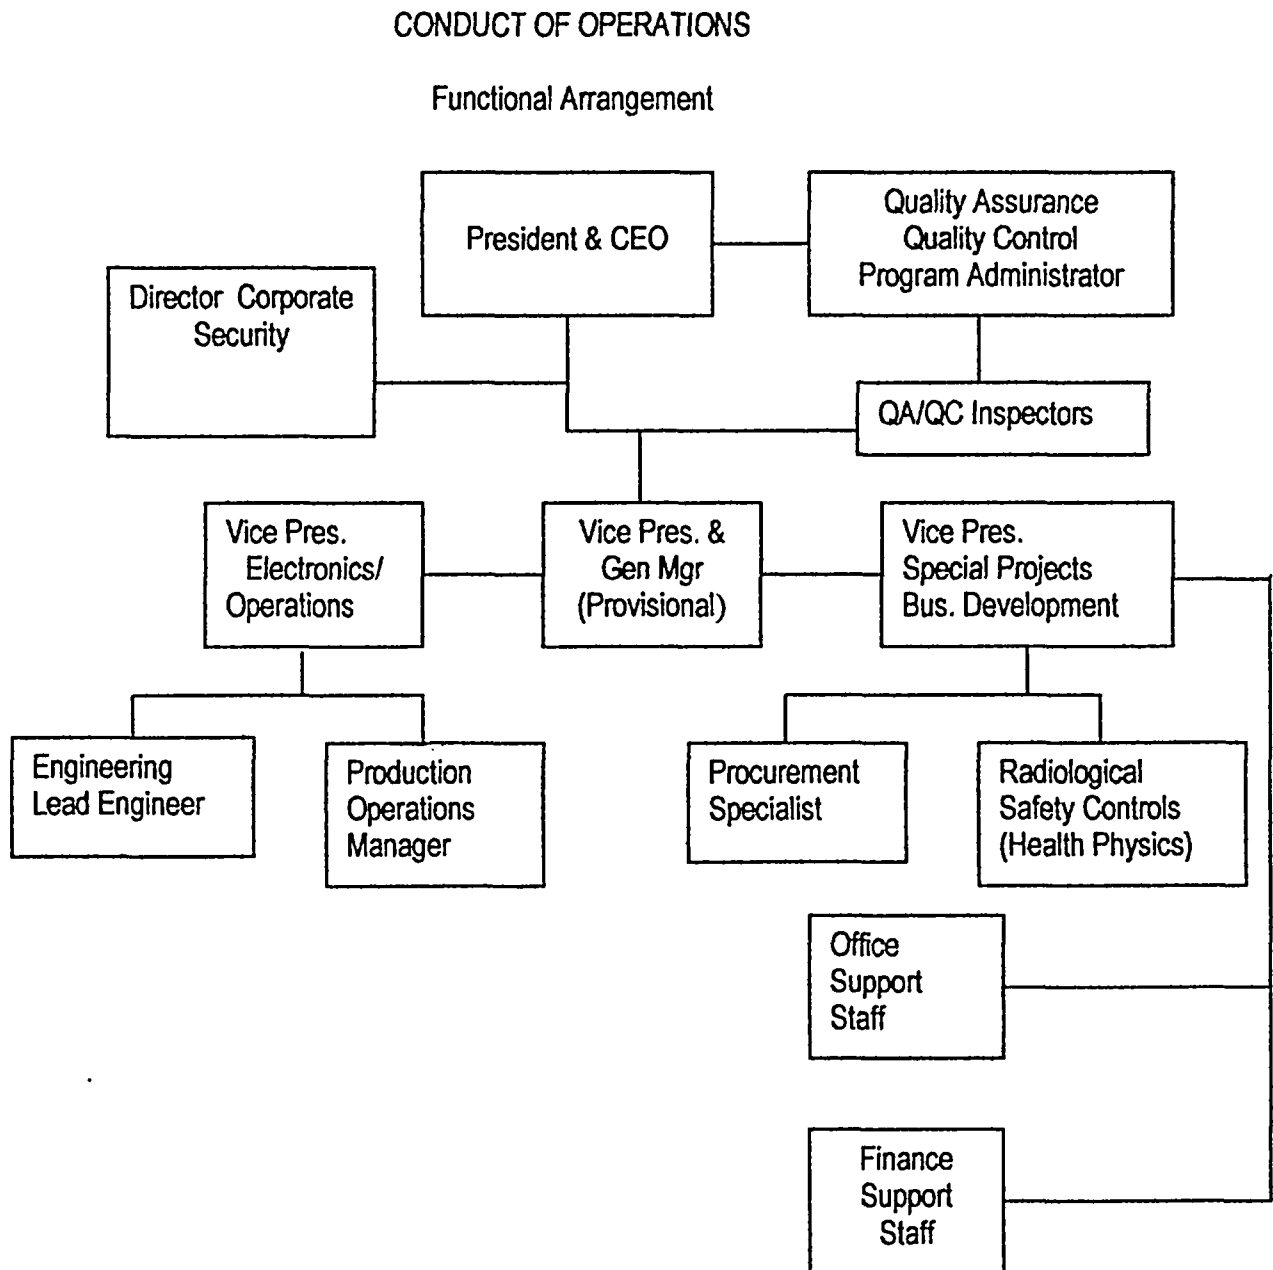 CONDUCT OF OPERATIONS
Functional Arrangement
President & CEO
Quality Assurance
Quality Control
Program Administrator
Director Corporate
Security
QA/QC Inspectors
Vice Pres.
Electronics/
Operations
Vice Pres. &
Gen Mgr
(Provisional)
Vice Pres.
Special Projects
Bus. Development
Engineering
Lead Engineer
Production
Operations
Manager
Procurement
Specialist
Radiological
Safety Controls
(Health Physics)
Office
Support
Staff
Finance
Support
Staff